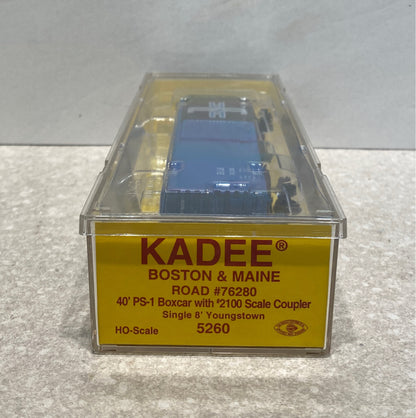 KADEE®
BOSTON & MAINE
ROAD #76280
40' PS-1 Boxcar with #2100 Scale Coupler
Single 8' Youngstown
HO-Scale 5260